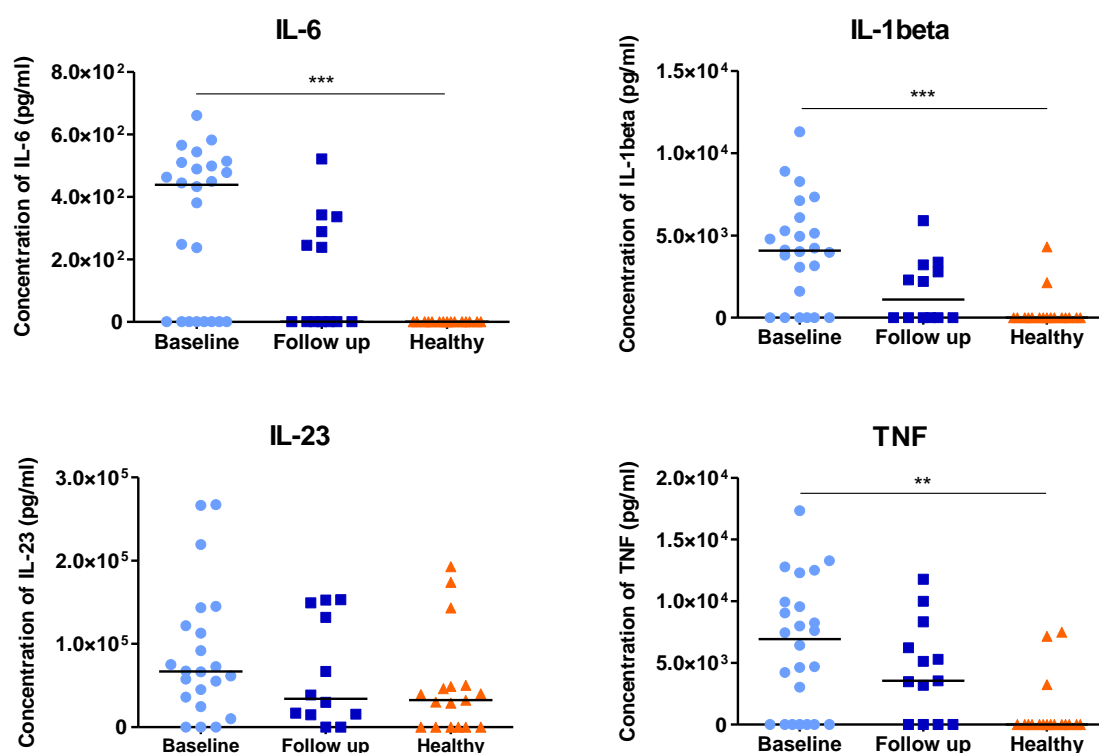 IL-6
Concentration of IL-6 (pg/ml)
8.0×10²
6.0×10²
4.0×10²
2.0×10²
0
***
Baseline Follow up Healthy
IL-1beta
Concentration of IL-1beta (pg/ml)
1.5×10⁴
1.0×10⁴
5.0×10³
0
***
Baseline Follow up Healthy
IL-23
Concentration of IL-23 (pg/ml)
3.0×10⁵
2.0×10⁵
1.0×10⁵
0
Baseline Follow up Healthy
TNF
Concentration of TNF (pg/ml)
2.0×10⁴
1.5×10⁴
1.0×10⁴
5.0×10³
0
**
Baseline Follow up Healthy